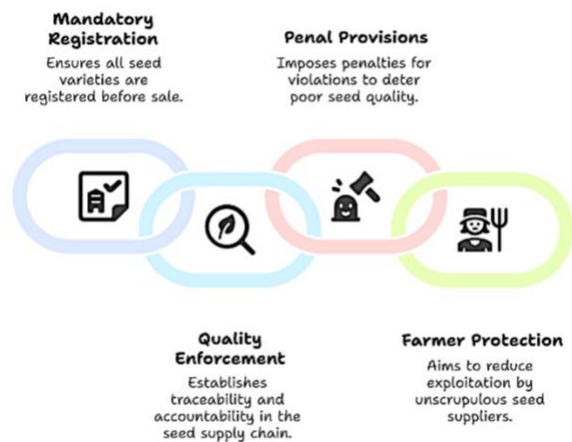 Mandatory
Registration
Ensures all seed
varieties are
registered before sale.
Penal Provisions
Imposes penalties for
violations to deter
poor seed quality.
Quality
Enforcement
Establishes
traceability and
accountability in the
seed supply chain.
Farmer Protection
Aims to reduce
exploitation by
unscrupulous seed
suppliers.